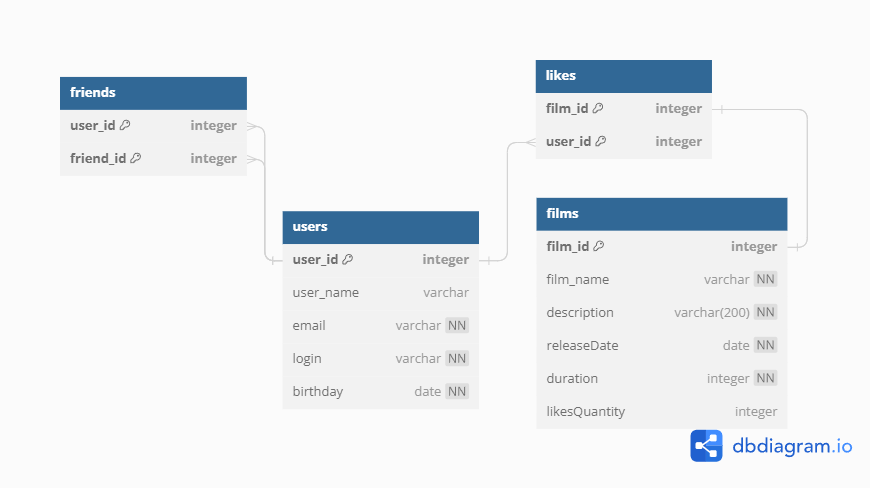 friends
user_id integer
friend_id integer
likes
film_id integer
user_id integer
users
user_id integer
user_name varchar
email varchar NN
login varchar NN
birthday date NN
films
film_id integer
film_name varchar NN
description varchar(200) NN
releaseDate date NN
duration integer NN
likesQuantity integer
dbdiagram.io